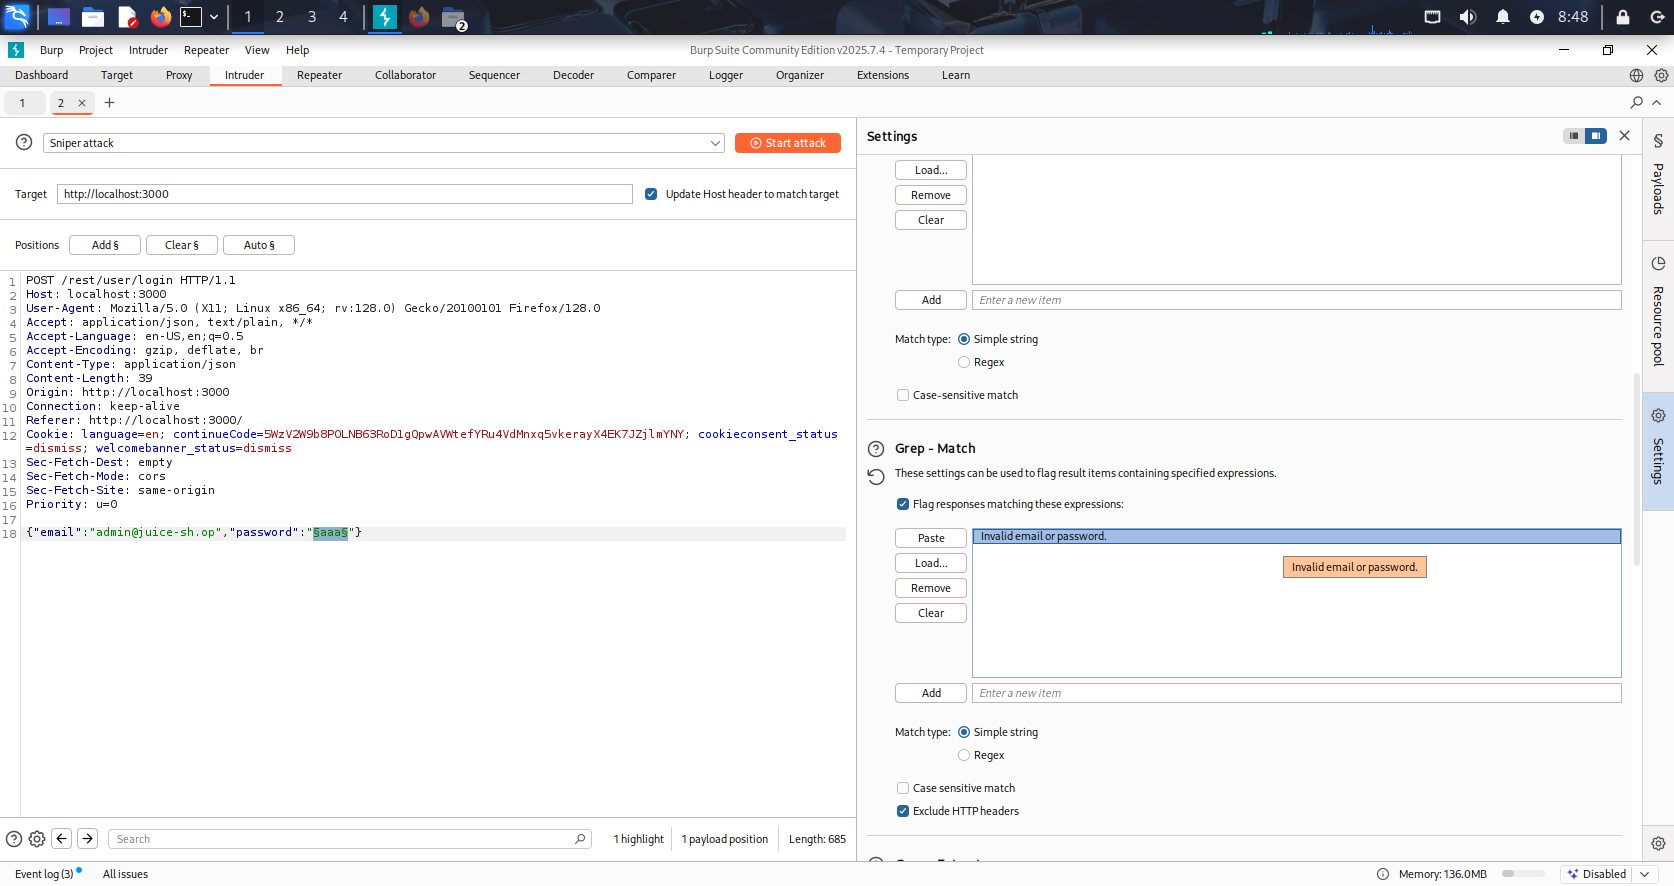 1 2 3 4
2
8:48
Burp Project Intruder Repeater View Help
Burp Suite Community Edition v2025.7.4 - Temporary Project
Dashboard Target Proxy Intruder Repeater Collaborator Sequencer Decoder Comparer Logger Organizer Extensions Learn
1 2 × +
Sniper attack
Start attack
Target http://localhost:3000 Update Host header to match target
Positions Add § Clear § Auto §
1 POST /rest/user/login HTTP/1.1
2 Host: localhost:3000
3 User-Agent: Mozilla/5.0 (X11; Linux x86_64; rv:128.0) Gecko/20100101 Firefox/128.0
4 Accept: application/json, text/plain, */*
5 Accept-Language: en-US,en;q=0.5
6 Accept-Encoding: gzip, deflate, br
7 Content-Type: application/json
8 Content-Length: 39
9 Origin: http://localhost:3000
10 Connection: keep-alive
11 Referer: http://localhost:3000/
12 Cookie: language=en; continueCode=5WzV2W9b8POLNB63RoD1gQpwAVWtefYRu4VdMnxq5vkerayX4EK7JZjlmYNY; cookieconsent_status
=dismiss; welcomebanner_status=dismiss
13 Sec-Fetch-Dest: empty
14 Sec-Fetch-Mode: cors
15 Sec-Fetch-Site: same-origin
16 Priority: u=0
17
18 {"email":"admin@juice-sh.op","password":"§aaa§"}
Search
1 highlight 1 payload position Length: 685
Settings
Load...
Remove
Clear
Add Enter a new item
Match type: Simple string
Regex
Case-sensitive match
Grep - Match
These settings can be used to flag result items containing specified expressions.
Flag responses matching these expressions:
Paste
Load...
Remove
Clear
Invalid email or password.
Invalid email or password.
Add Enter a new item
Match type: Simple string
Regex
Case sensitive match
Exclude HTTP headers
§ Payloads
Resource pool
Settings
Event log (3) All issues
Memory: 136.0MB Disabled